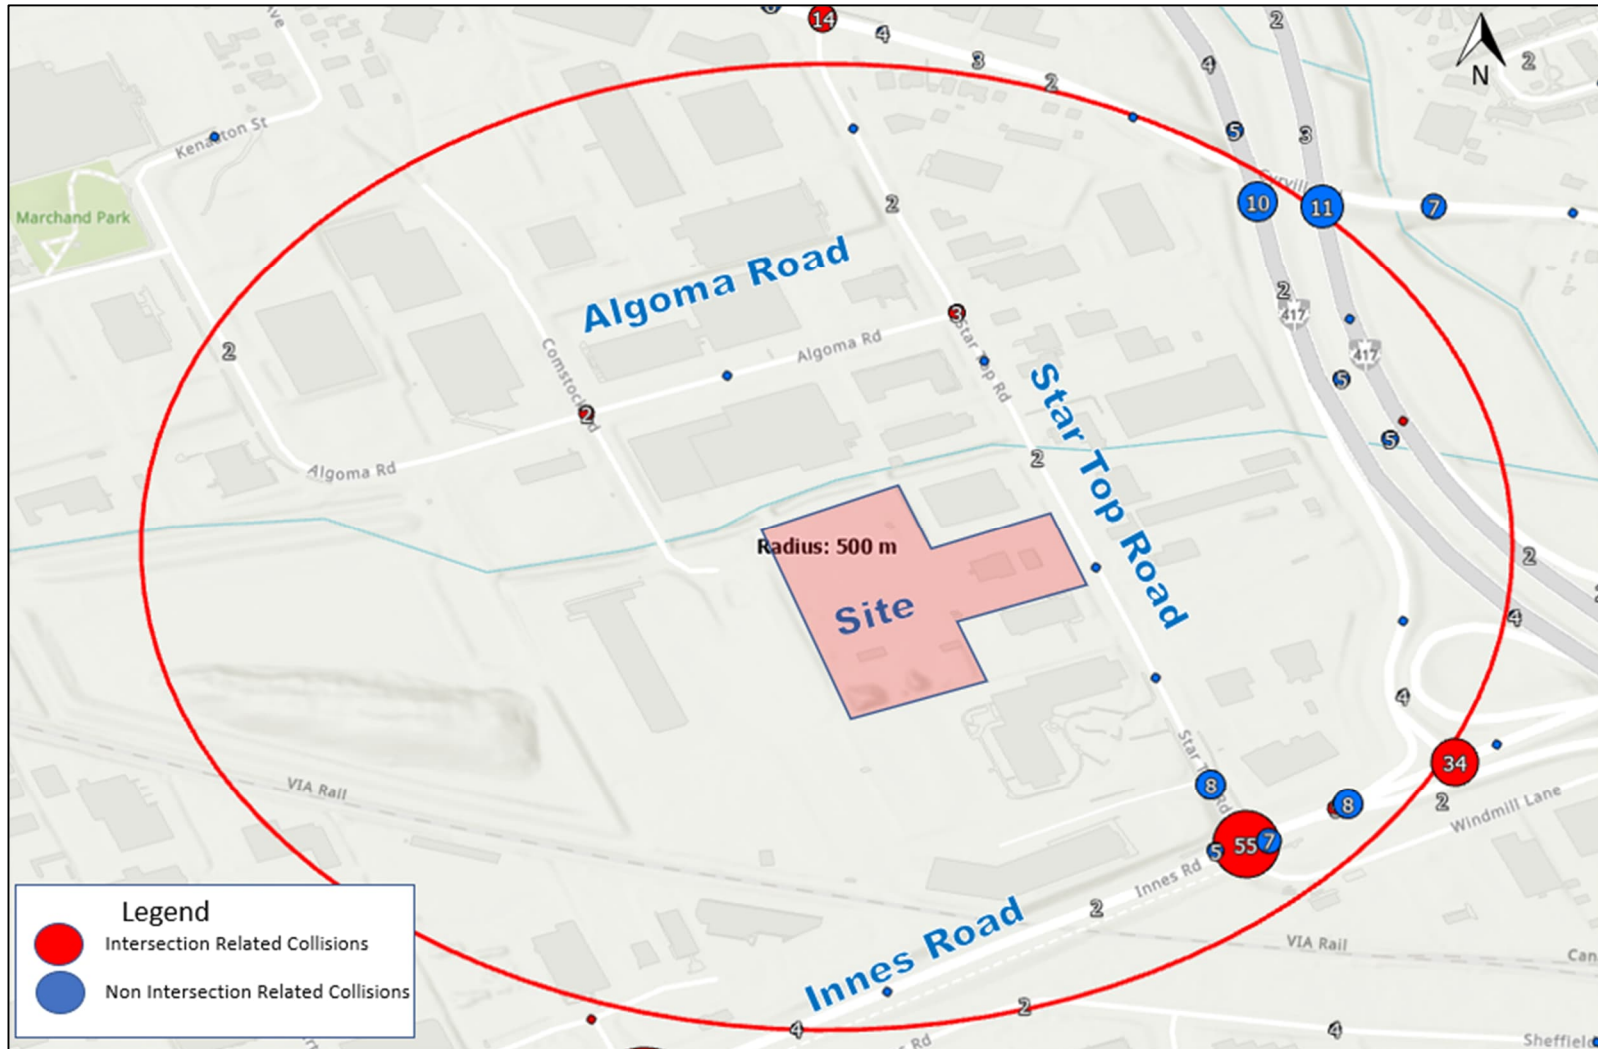 14
4
3
2
2
4
N
2
5
3
Kenaston St
Marchand Park
2
10
11
7
Algoma Road
2
417
3
2
Star Top Rd
Algoma Rd
417
Comstock Rd
5
2
Star Top Road
5
Algoma Rd
2
Radius: 500 m
2
Site
4
4
Star Top Rd
34
VIA Rail
8
8
2
Windmill Lane
55
7
5
Innes Rd
2
Innes Road
VIA Rail
Legend
Intersection Related Collisions
Non Intersection Related Collisions
2
4
4
Rd
Sheffield